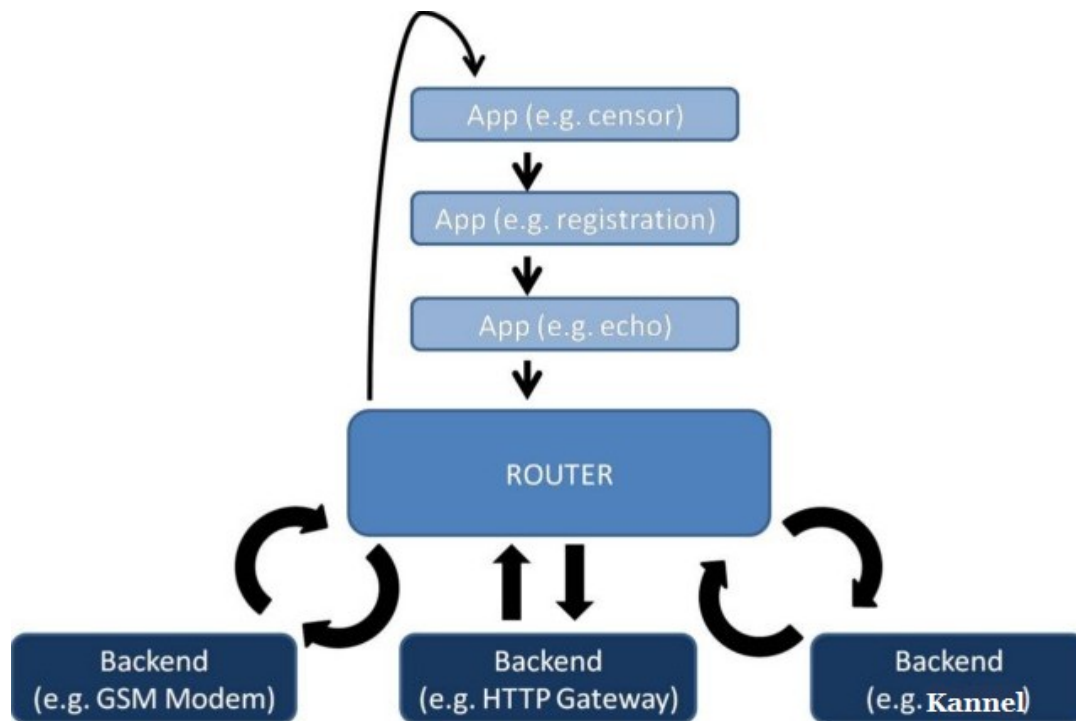 App (e.g. censor)
App (e.g. registration)
App (e.g. echo)
ROUTER
Backend
(e.g. GSM Modem)
Backend
(e.g. HTTP Gateway)
Backend
(e.g. Kannel)